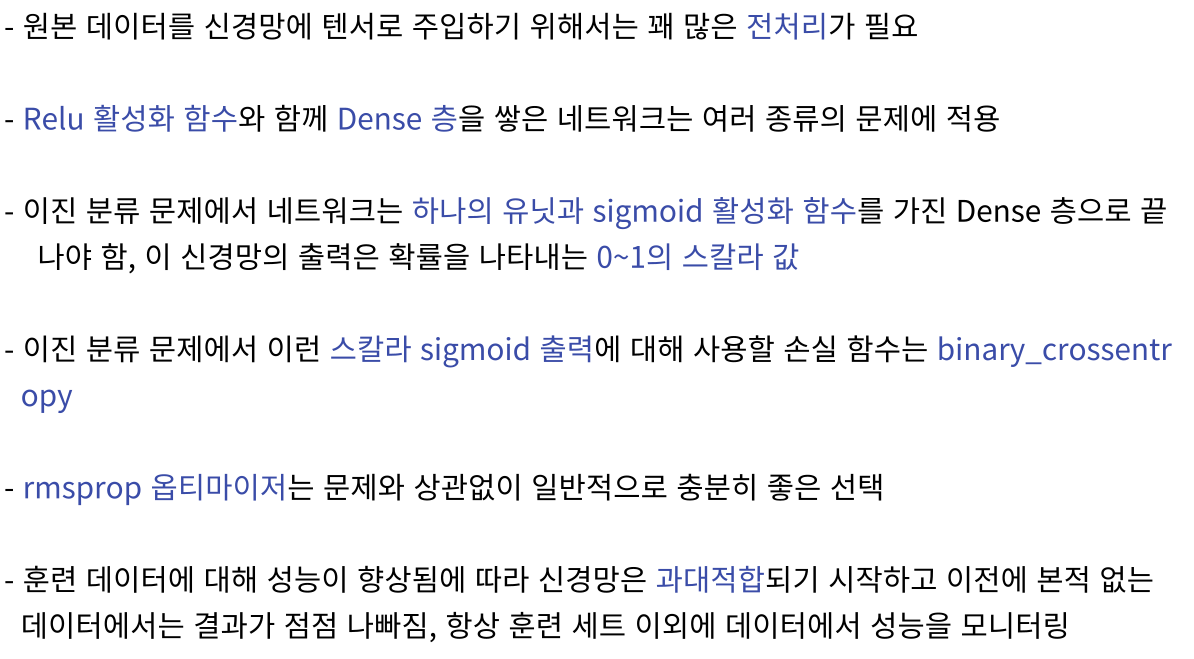 - 원본 데이터를 신경망에 텐서로 주입하기 위해서는 꽤 많은 전처리가 필요
- Relu 활성화 함수와 함께 Dense 층을 쌓은 네트워크는 여러 종류의 문제에 적용
- 이진 분류 문제에서 네트워크는 하나의 유닛과 sigmoid 활성화 함수를 가진 Dense 층으로 끝
나야 함, 이 신경망의 출력은 확률을 나타내는 0~1의 스칼라 값
- 이진 분류 문제에서 이런 스칼라 sigmoid 출력에 대해 사용할 손실 함수는 binary_crossentr
opy
- rmsprop 옵티마이저는 문제와 상관없이 일반적으로 충분히 좋은 선택
- 훈련 데이터에 대해 성능이 향상됨에 따라 신경망은 과대적합되기 시작하고 이전에 본적 없는
데이터에서는 결과가 점점 나빠짐, 항상 훈련 세트 이외에 데이터에서 성능을 모니터링